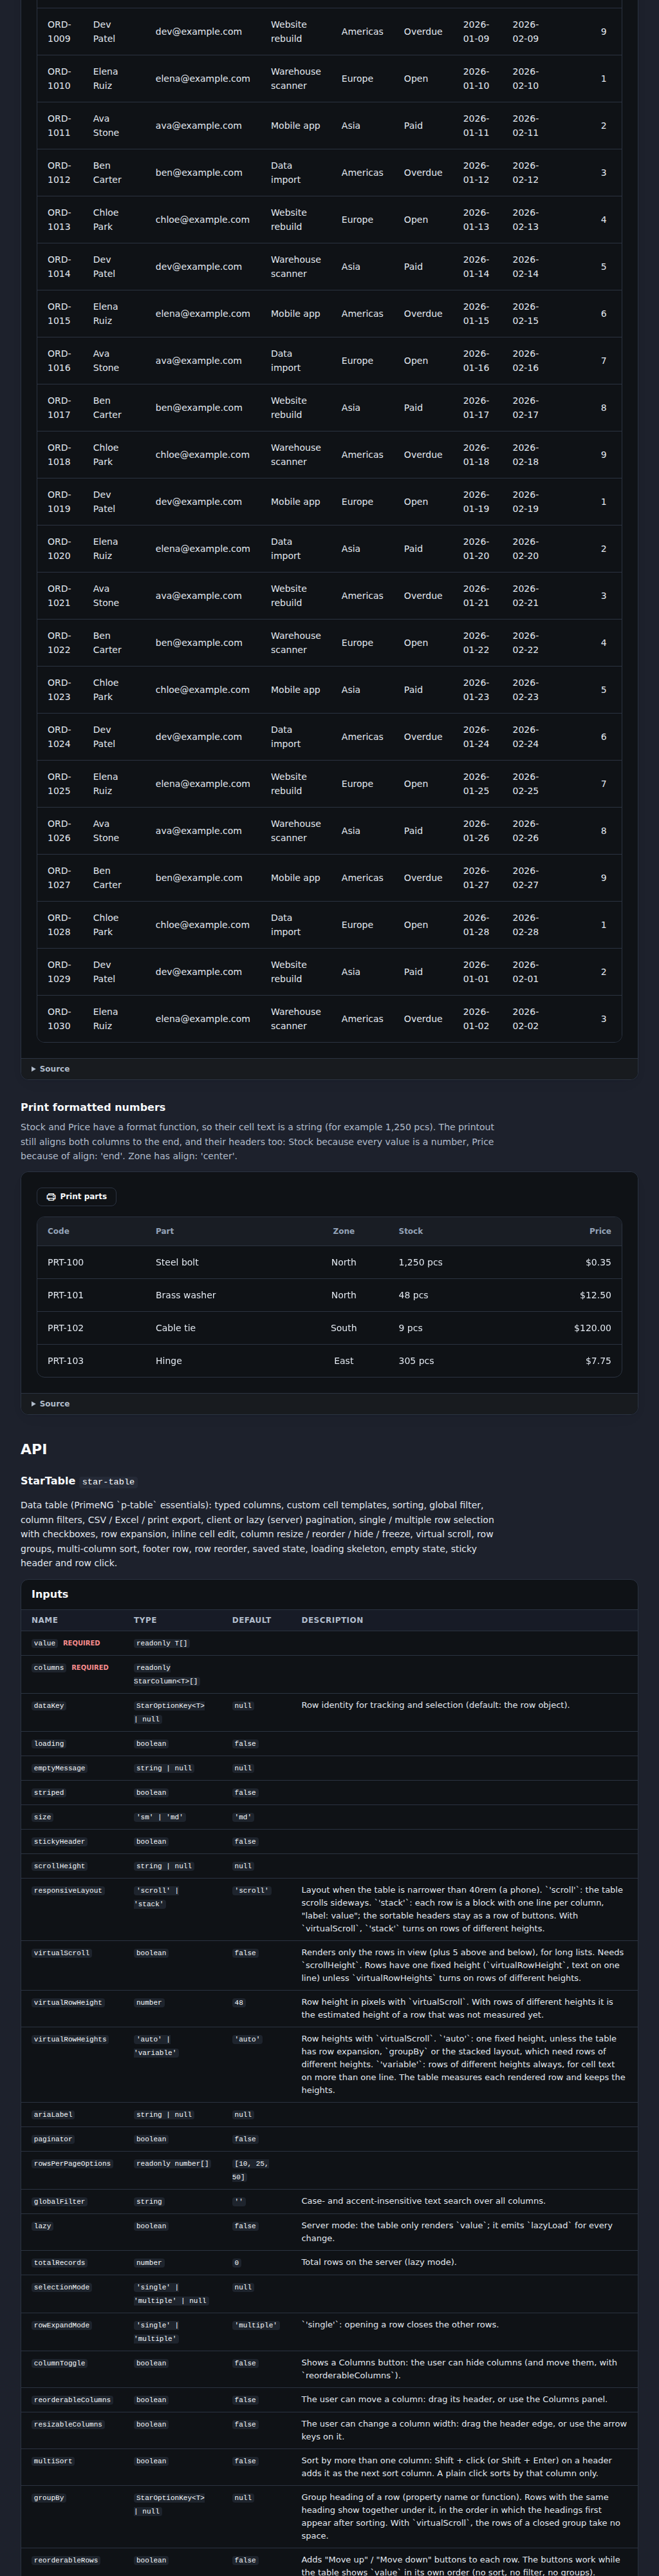 ORD-1009 Dev Patel dev@example.com Website rebuild Americas Overdue 2026-01-09 2026-02-09 9
ORD-1010 Elena Ruiz elena@example.com Warehouse scanner Europe Open 2026-01-10 2026-02-10 1
ORD-1011 Ava Stone ava@example.com Mobile app Asia Paid 2026-01-11 2026-02-11 2
ORD-1012 Ben Carter ben@example.com Data import Americas Overdue 2026-01-12 2026-02-12 3
ORD-1013 Chloe Park chloe@example.com Website rebuild Europe Open 2026-01-13 2026-02-13 4
ORD-1014 Dev Patel dev@example.com Warehouse scanner Asia Paid 2026-01-14 2026-02-14 5
ORD-1015 Elena Ruiz elena@example.com Mobile app Americas Overdue 2026-01-15 2026-02-15 6
ORD-1016 Ava Stone ava@example.com Data import Europe Open 2026-01-16 2026-02-16 7
ORD-1017 Ben Carter ben@example.com Website rebuild Asia Paid 2026-01-17 2026-02-17 8
ORD-1018 Chloe Park chloe@example.com Warehouse scanner Americas Overdue 2026-01-18 2026-02-18 9
ORD-1019 Dev Patel dev@example.com Mobile app Europe Open 2026-01-19 2026-02-19 1
ORD-1020 Elena Ruiz elena@example.com Data import Asia Paid 2026-01-20 2026-02-20 2
ORD-1021 Ava Stone ava@example.com Website rebuild Americas Overdue 2026-01-21 2026-02-21 3
ORD-1022 Ben Carter ben@example.com Warehouse scanner Europe Open 2026-01-22 2026-02-22 4
ORD-1023 Chloe Park chloe@example.com Mobile app Asia Paid 2026-01-23 2026-02-23 5
ORD-1024 Dev Patel dev@example.com Data import Americas Overdue 2026-01-24 2026-02-24 6
ORD-1025 Elena Ruiz elena@example.com Website rebuild Europe Open 2026-01-25 2026-02-25 7
ORD-1026 Ava Stone ava@example.com Warehouse scanner Asia Paid 2026-01-26 2026-02-26 8
ORD-1027 Ben Carter ben@example.com Mobile app Americas Overdue 2026-01-27 2026-02-27 9
ORD-1028 Chloe Park chloe@example.com Data import Europe Open 2026-01-28 2026-02-28 1
ORD-1029 Dev Patel dev@example.com Website rebuild Asia Paid 2026-01-01 2026-02-01 2
ORD-1030 Elena Ruiz elena@example.com Warehouse scanner Americas Overdue 2026-01-02 2026-02-02 3
Source
Print formatted numbers
Stock and Price have a format function, so their cell text is a string (for example 1,250 pcs). The printout
still aligns both columns to the end, and their headers too: Stock because every value is a number, Price
because of align: 'end'. Zone has align: 'center'.
Print parts
Code Part Zone Stock Price
PRT-100 Steel bolt North 1,250 pcs $0.35
PRT-101 Brass washer North 48 pcs $12.50
PRT-102 Cable tie South 9 pcs $120.00
PRT-103 Hinge East 305 pcs $7.75
Source
API
StarTable star-table
Data table (PrimeNG `p-table` essentials): typed columns, custom cell templates, sorting, global filter,
column filters, CSV / Excel / print export, client or lazy (server) pagination, single / multiple row selection
with checkboxes, row expansion, inline cell edit, column resize / reorder / hide / freeze, virtual scroll, row
groups, multi-column sort, footer row, row reorder, saved state, loading skeleton, empty state, sticky
header and row click.
Inputs
NAME TYPE DEFAULT DESCRIPTION
value REQUIRED readonly T[]
columns REQUIRED readonly StarColumn<T>[]
dataKey StarOptionKey<T> | null null Row identity for tracking and selection (default: the row object).
loading boolean false
emptyMessage string | null null
striped boolean false
size 'sm' | 'md' 'md'
stickyHeader boolean false
scrollHeight string | null null
responsiveLayout 'scroll' | 'stack' 'scroll' Layout when the table is narrower than 40rem (a phone). `'scroll'`: the table
scrolls sideways. `'stack'`: each row is a block with one line per column,
"label: value"; the sortable headers stay as a row of buttons. With
`virtualScroll`, `'stack'` turns on rows of different heights.
virtualScroll boolean false Renders only the rows in view (plus 5 above and below), for long lists. Needs
`scrollHeight`. Rows have one fixed height (`virtualRowHeight`, text on one
line) unless `virtualRowHeights` turns on rows of different heights.
virtualRowHeight number 48 Row height in pixels with `virtualScroll`. With rows of different heights it is
the estimated height of a row that was not measured yet.
virtualRowHeights 'auto' | 'variable' 'auto' Row heights with `virtualScroll`. `'auto'`: one fixed height, unless the table
has row expansion, `groupBy` or the stacked layout, which need rows of
different heights. `'variable'`: rows of different heights always, for cell text
on more than one line. The table measures each rendered row and keeps the
heights.
ariaLabel string | null null
paginator boolean false
rowsPerPageOptions readonly number[] [10, 25, 50]
globalFilter string '' Case- and accent-insensitive text search over all columns.
lazy boolean false Server mode: the table only renders `value`; it emits `lazyLoad` for every
change.
totalRecords number 0 Total rows on the server (lazy mode).
selectionMode 'single' | 'multiple' | null null
rowExpandMode 'single' | 'multiple' 'multiple' `'single'`: opening a row closes the other rows.
columnToggle boolean false Shows a Columns button: the user can hide columns (and move them, with
`reorderableColumns`).
reorderableColumns boolean false The user can move a column: drag its header, or use the Columns panel.
resizableColumns boolean false The user can change a column width: drag the header edge, or use the arrow
keys on it.
multiSort boolean false Sort by more than one column: Shift + click (or Shift + Enter) on a header
adds it as the next sort column. A plain click sorts by that column only.
groupBy StarOptionKey<T> | null null Group heading of a row (property name or function). Rows with the same
heading show together under it, in the order in which the headings first
appear after sorting. With `virtualScroll`, the rows of a closed group take no
space.
reorderableRows boolean false Adds "Move up" / "Move down" buttons to each row. The buttons work while
the table shows `value` in its own order (no sort, no filter, no groups).